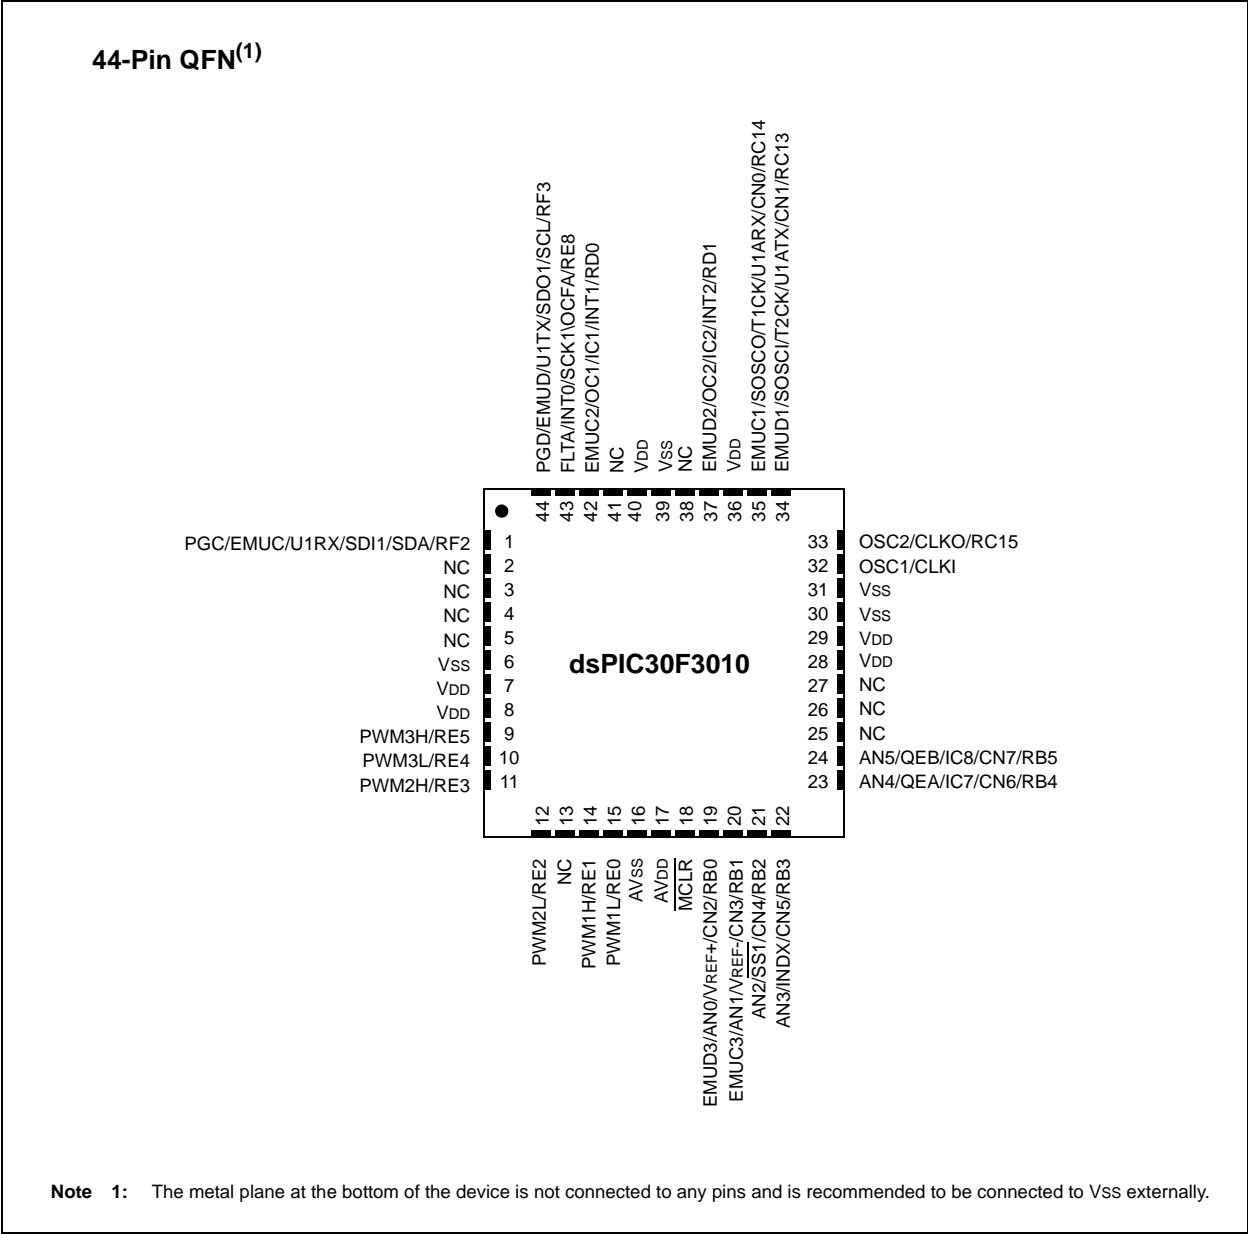 44-Pin QFN(1)
PGD/EMUD/U1TX/SDO1/SCL/RF3
FLTA/INT0/SCK1\OCFA/RE8
EMUC2/OC1/IC1/INT1/RD0
NC
VDD
VSS
NC
EMUD2/OC2/IC2/INT2/RD1
VDD
EMUC1/SOSCO/T1CK/U1ARX/CN0/RC14
EMUD1/SOSCI/T2CK/U1ATX/CN1/RC13
44 43 42 41 40 39 38 37 36 35 34
PGC/EMUC/U1RX/SDI1/SDA/RF2 1
NC 2
NC 3
NC 4
NC 5
VSS 6
VDD 7
VDD 8
PWM3H/RE5 9
PWM3L/RE4 10
PWM2H/RE3 11
dsPIC30F3010
33 OSC2/CLKO/RC15
32 OSC1/CLKI
31 VSS
30 VSS
29 VDD
28 VDD
27 NC
26 NC
25 NC
24 AN5/QEB/IC8/CN7/RB5
23 AN4/QEA/IC7/CN6/RB4
12 13 14 15 16 17 18 19 20 21 22
PWM2L/RE2
NC
PWM1H/RE1
PWM1L/RE0
AVSS
AVDD
MCLR
EMUD3/AN0/VREF+/CN2/RB0
EMUC3/AN1/VREF-/CN3/RB1
AN2/SS1/CN4/RB2
AN3/INDX/CN5/RB3
Note 1: The metal plane at the bottom of the device is not connected to any pins and is recommended to be connected to VSS externally.